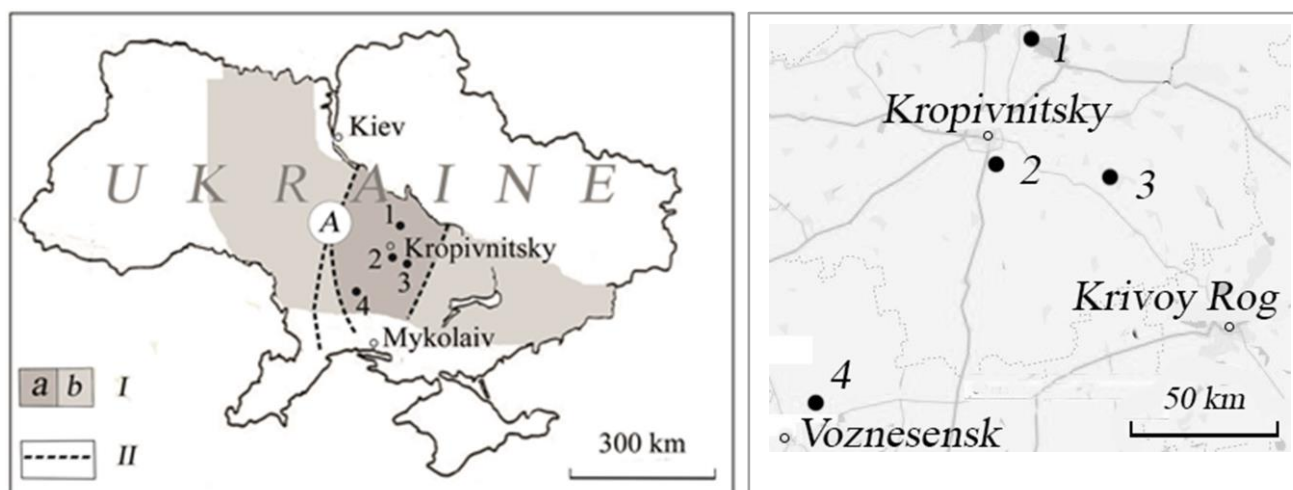 Kiev
UKRAINE
A
1
Kropivnitsky
2
3
4
Mykolaiv
a b I
II
300 km
1
Kropivnitsky
2
3
Krivoy Rog
4
50 km
Voznesensk